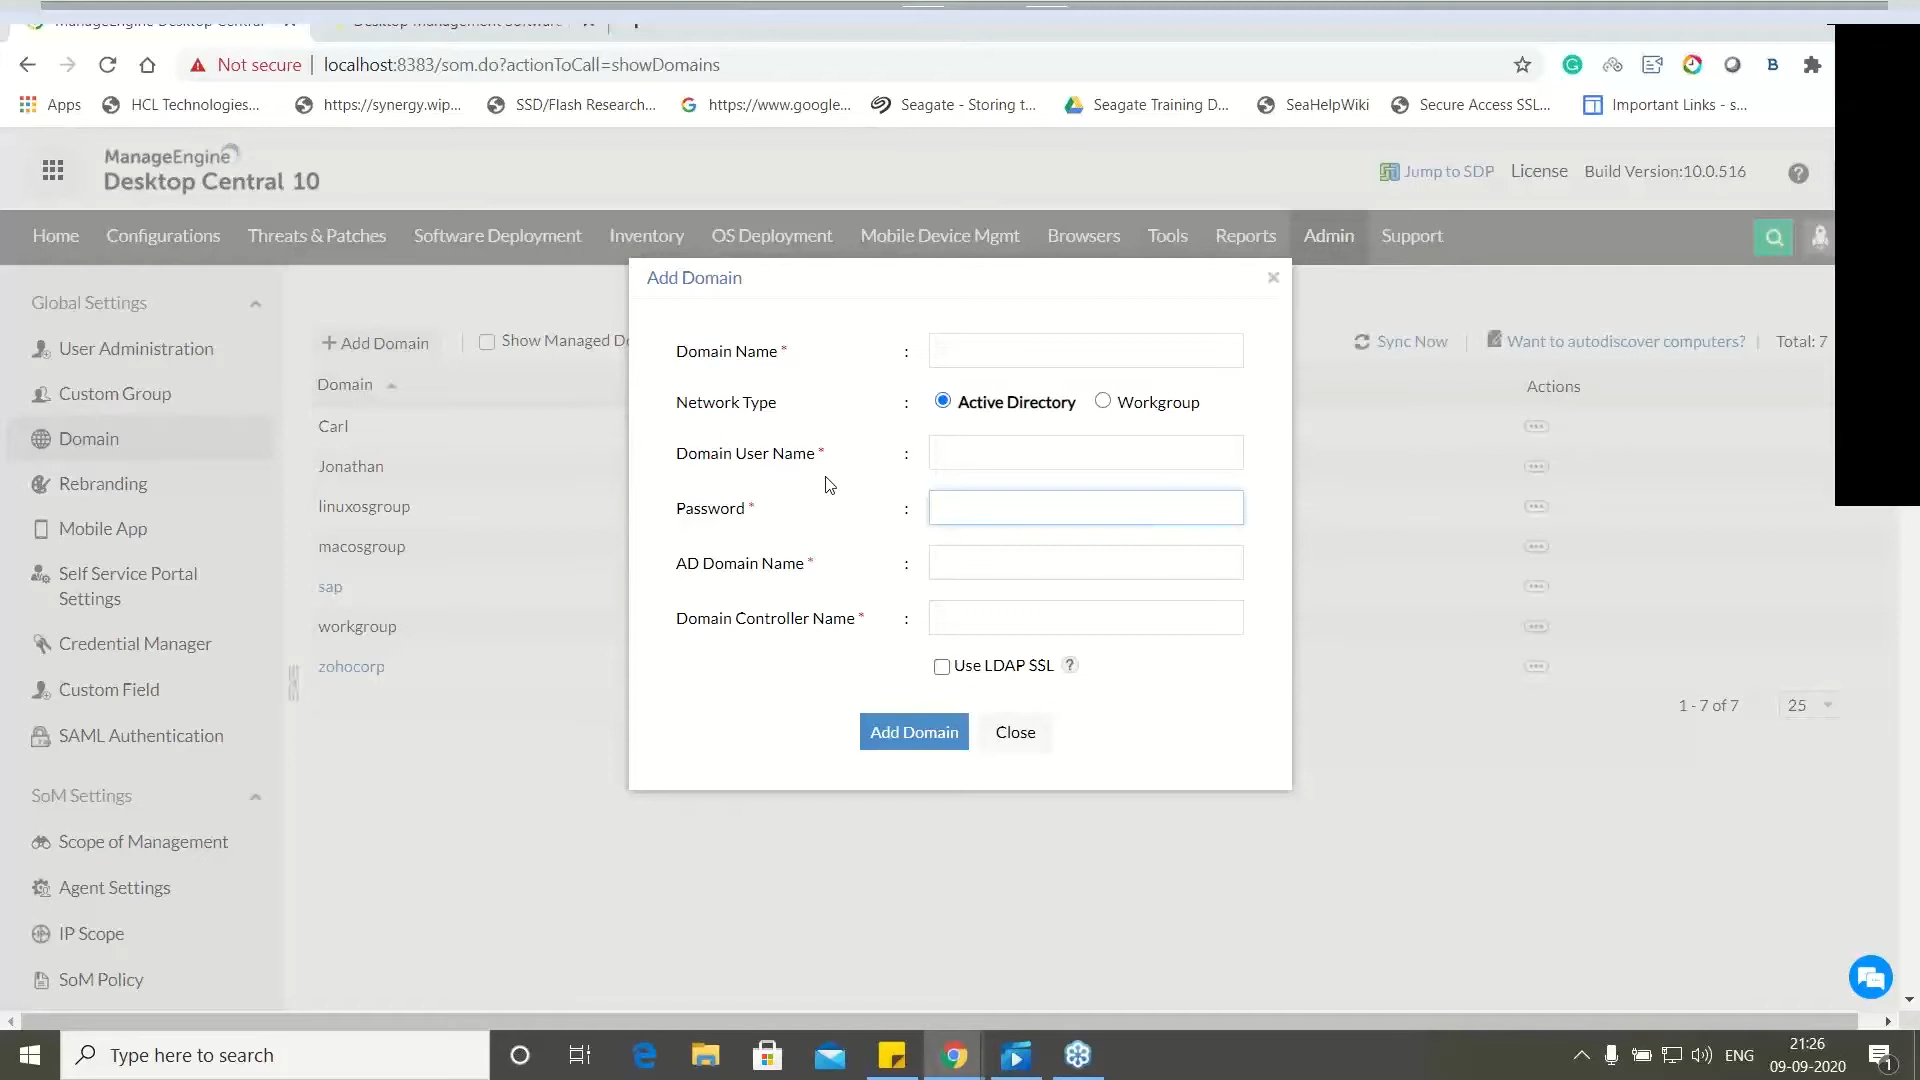 ManageEngine Desktop Central
Desktop Management Software
Not secure
localhost:8383/som.do?actionToCall=showDomains
B
Apps
HCL Technologies...
https://synergy.wip...
SSD/Flash Research...
https://www.google...
Seagate - Storing t...
Seagate Training D...
SeaHelpWiki
Secure Access SSL...
Important Links - s...
ManageEngine
Desktop Central 10
Jump to SDP
License
Build Version:10.0.516
?
Home
Configurations
Threats & Patches
Software Deployment
Inventory
OS Deployment
Mobile Device Mgmt
Browsers
Tools
Reports
Admin
Support
Global Settings
User Administration
Custom Group
Domain
Rebranding
Mobile App
Self Service Portal
Settings
Credential Manager
Custom Field
SAML Authentication
SoM Settings
Scope of Management
Agent Settings
IP Scope
SoM Policy
+ Add Domain
Show Managed Do
Sync Now
Want to autodiscover computers?
Total: 7
Domain
Actions
Carl
Jonathan
linuxosgroup
macosgroup
sap
workgroup
zohocorp
1 - 7 of 7
25
Add Domain
×
Domain Name * :
Network Type : Active Directory Workgroup
Domain User Name * :
Password * :
AD Domain Name * :
Domain Controller Name * :
Use LDAP SSL ?
Add Domain
Close
Type here to search
ENG
21:26
09-09-2020
1